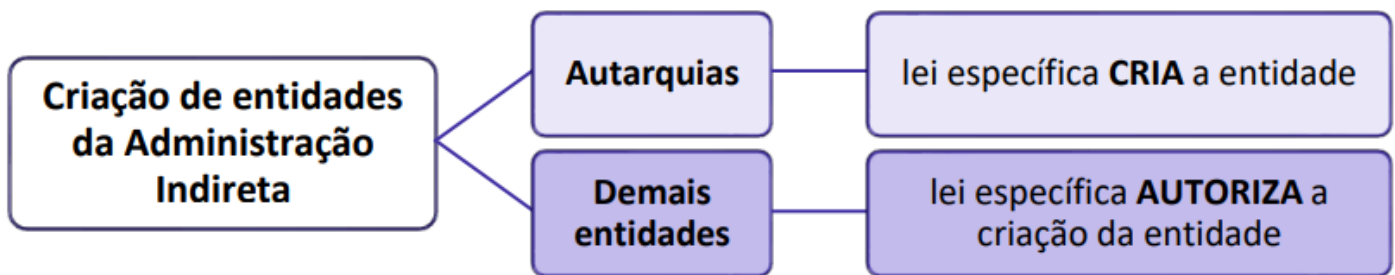 Criação de entidades
da Administração
Indireta
Autarquias
lei específica CRIA a entidade
Demais
entidades
lei específica AUTORIZA a
criação da entidade